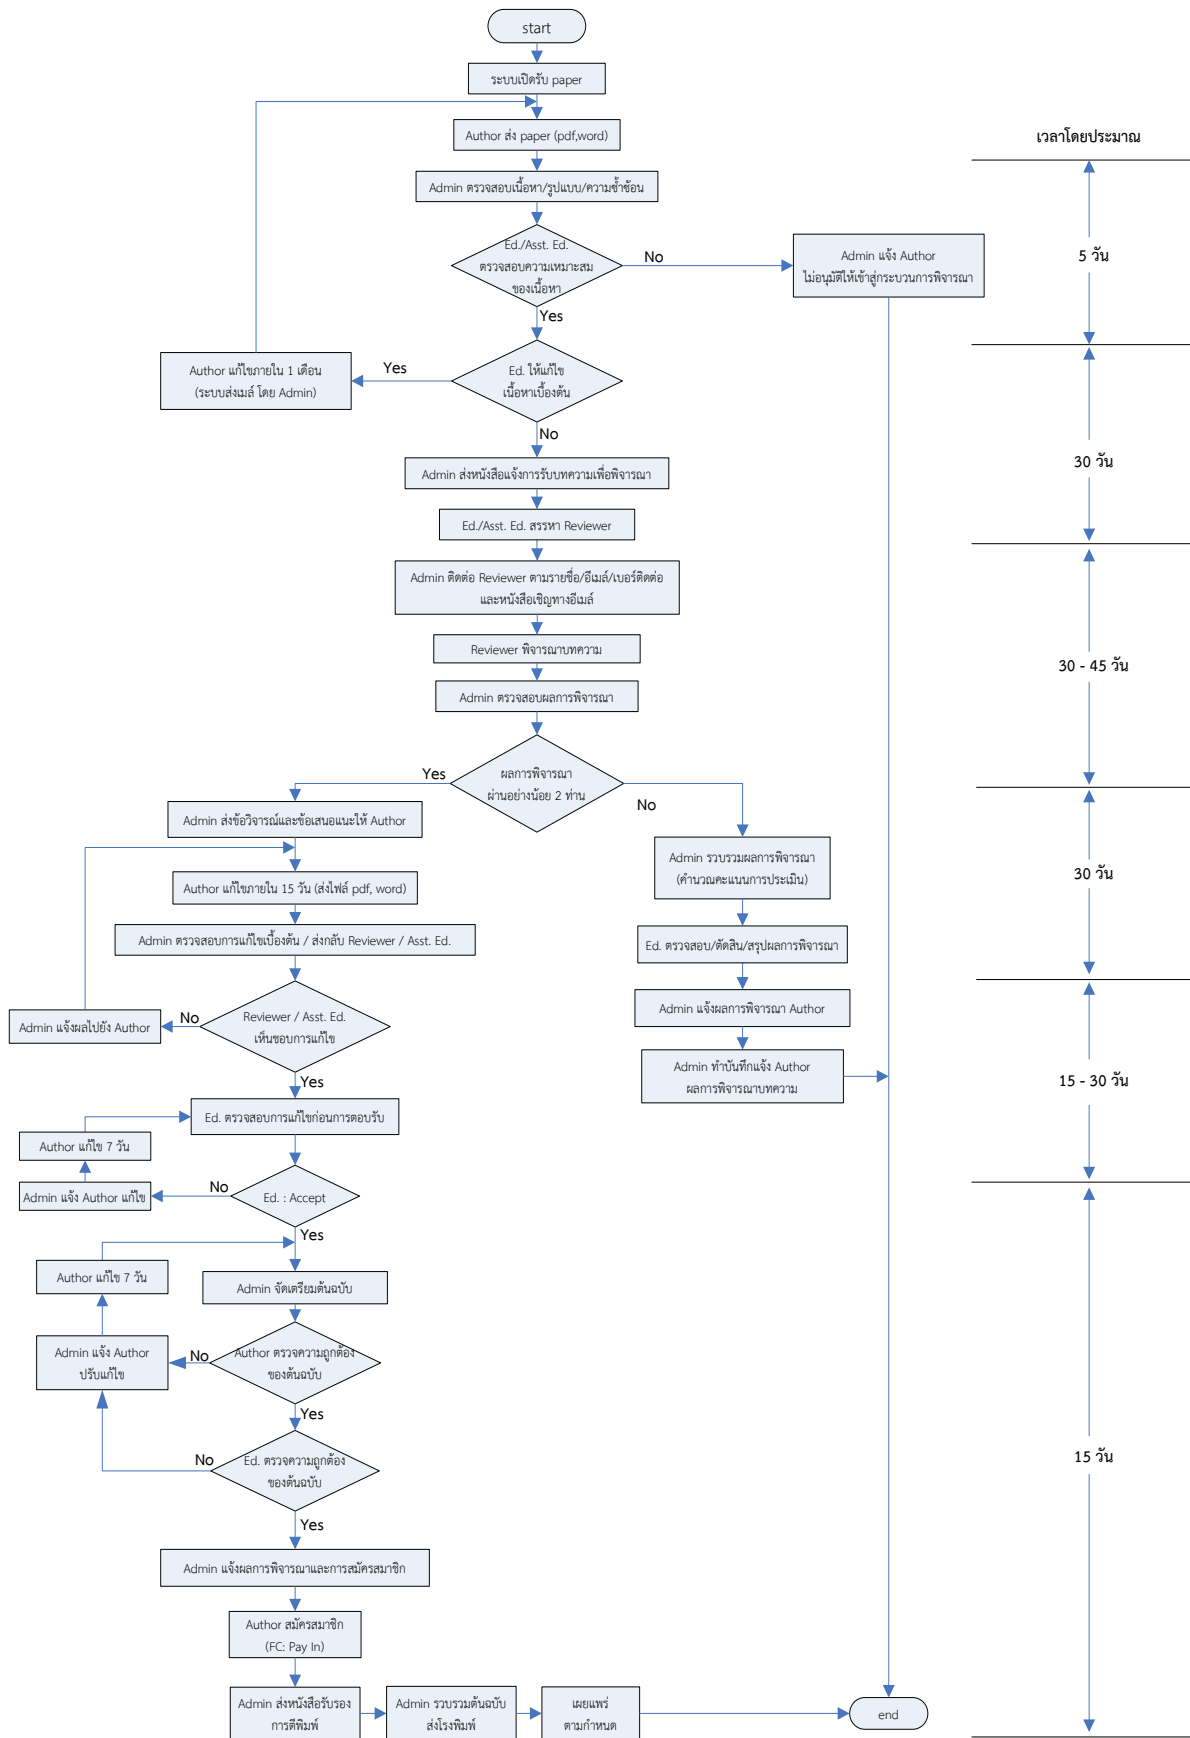 start
ระบบเปิดรับ paper
Author ส่ง paper (pdf,word)
เวลาโดยประมาณ
Admin ตรวจสอบเนื้อหา/รูปแบบ/ความซ้ำซ้อน
Ed./Asst. Ed.
ตรวจสอบความเหมาะสม
ของเนื้อหา
No
Admin แจ้ง Author
ไม่อนุมัติให้เข้าสู่กระบวนการพิจารณา
5 วัน
Yes
Ed. ให้แก้ไข
เนื้อหาเบื้องต้น
Yes
Author แก้ไขภายใน 1 เดือน
(ระบบส่งเมล์ โดย Admin)
No
Admin ส่งหนังสือแจ้งการรับบทความเพื่อพิจารณา
30 วัน
Ed./Asst. Ed. สรรหา Reviewer
Admin ติดต่อ Reviewer ตามรายชื่อ/อีเมล์/เบอร์ติดต่อ
และหนังสือเชิญทางอีเมล์
Reviewer พิจารณาบทความ
30 - 45 วัน
Admin ตรวจสอบผลการพิจารณา
ผลการพิจารณา
ผ่านอย่างน้อย 2 ท่าน
Yes
No
Admin ส่งข้อวิจารณ์และข้อเสนอแนะให้ Author
Admin รวบรวมผลการพิจารณา
(คำนวณคะแนนการประเมิน)
30 วัน
Author แก้ไขภายใน 15 วัน (ส่งไฟล์ pdf, word)
Admin ตรวจสอบการแก้ไขเบื้องต้น / ส่งกลับ Reviewer / Asst. Ed.
Ed. ตรวจสอบ/ตัดสิน/สรุปผลการพิจารณา
Admin แจ้งผลการพิจารณา Author
Reviewer / Asst. Ed.
เห็นชอบการแก้ไข
No
Admin แจ้งผลไปยัง Author
Admin ทำบันทึกแจ้ง Author
ผลการพิจารณาบทความ
15 - 30 วัน
Yes
Ed. ตรวจสอบการแก้ไขก่อนการตอบรับ
Author แก้ไข 7 วัน
Admin แจ้ง Author แก้ไข
No
Ed. : Accept
Yes
Author แก้ไข 7 วัน
Admin จัดเตรียมต้นฉบับ
Admin แจ้ง Author
ปรับแก้ไข
No
Author ตรวจความถูกต้อง
ของต้นฉบับ
Yes
No
Ed. ตรวจความถูกต้อง
ของต้นฉบับ
15 วัน
Yes
Admin แจ้งผลการพิจารณาและการสมัครสมาชิก
Author สมัครสมาชิก
(FC: Pay In)
Admin ส่งหนังสือรับรอง
การตีพิมพ์
Admin รวบรวมต้นฉบับ
ส่งโรงพิมพ์
เผยแพร่
ตามกำหนด
end